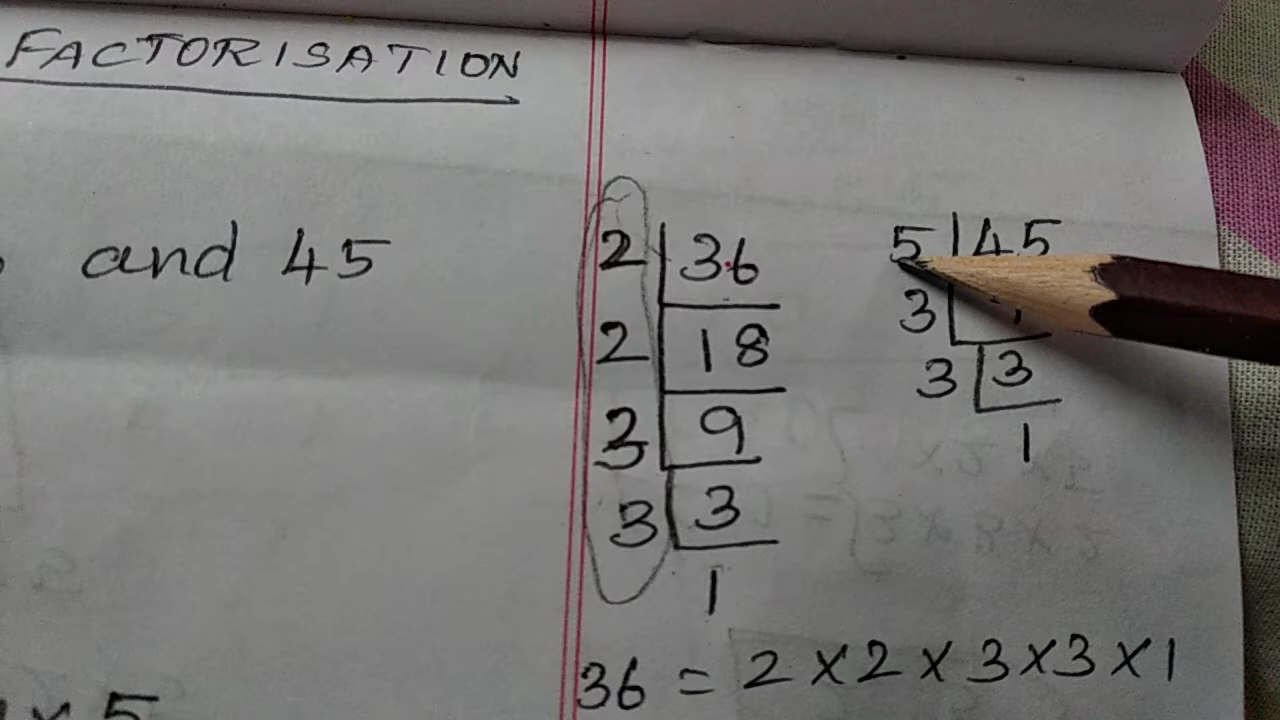 FACTORISATION
and 45
2 36
2 18
3 9
3 3
1
5 45
3
3 3
1
36 = 2 x 2 x 3 x 3 x 1
x 5